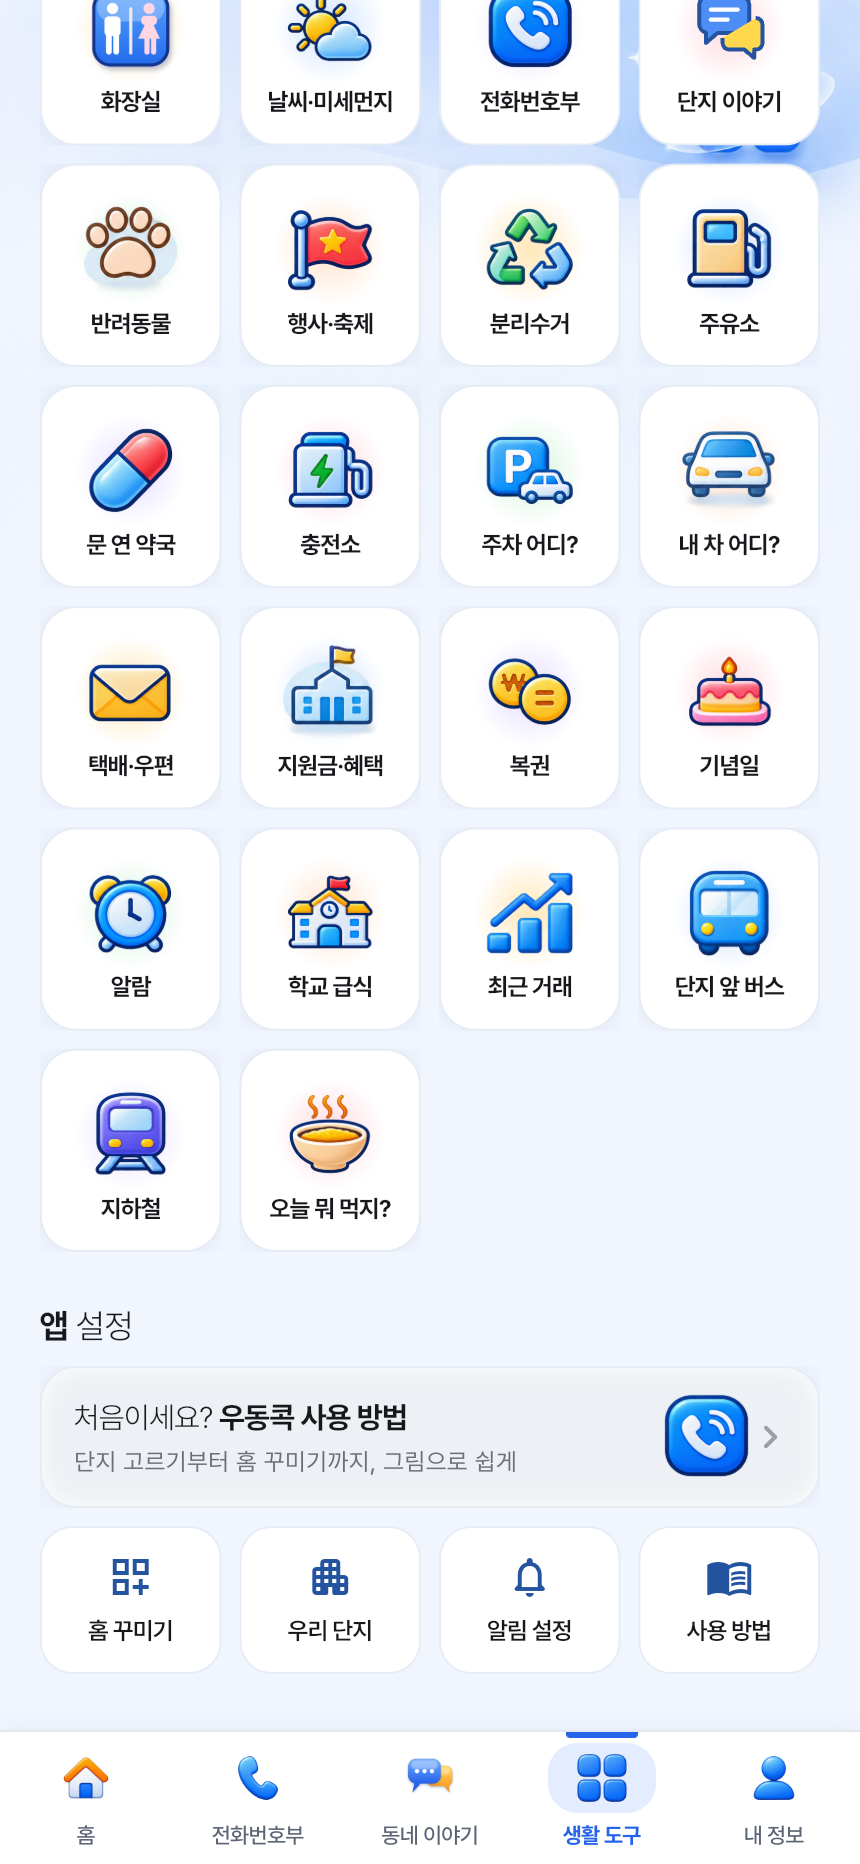 화장실
날씨·미세먼지
전화번호부
단지 이야기
반려동물
행사·축제
분리수거
주유소
문 연 약국
충전소
P
주차 어디?
내 차 어디?
택배·우편
지원금·혜택
₩
복권
기념일
알람
학교 급식
최근 거래
단지 앞 버스
지하철
오늘 뭐 먹지?
앱 설정
처음이세요? 우동콕 사용 방법
단지 고르기부터 홈 꾸미기까지, 그림으로 쉽게
홈 꾸미기
우리 단지
알림 설정
사용 방법
홈
전화번호부
동네 이야기
생활 도구
내 정보